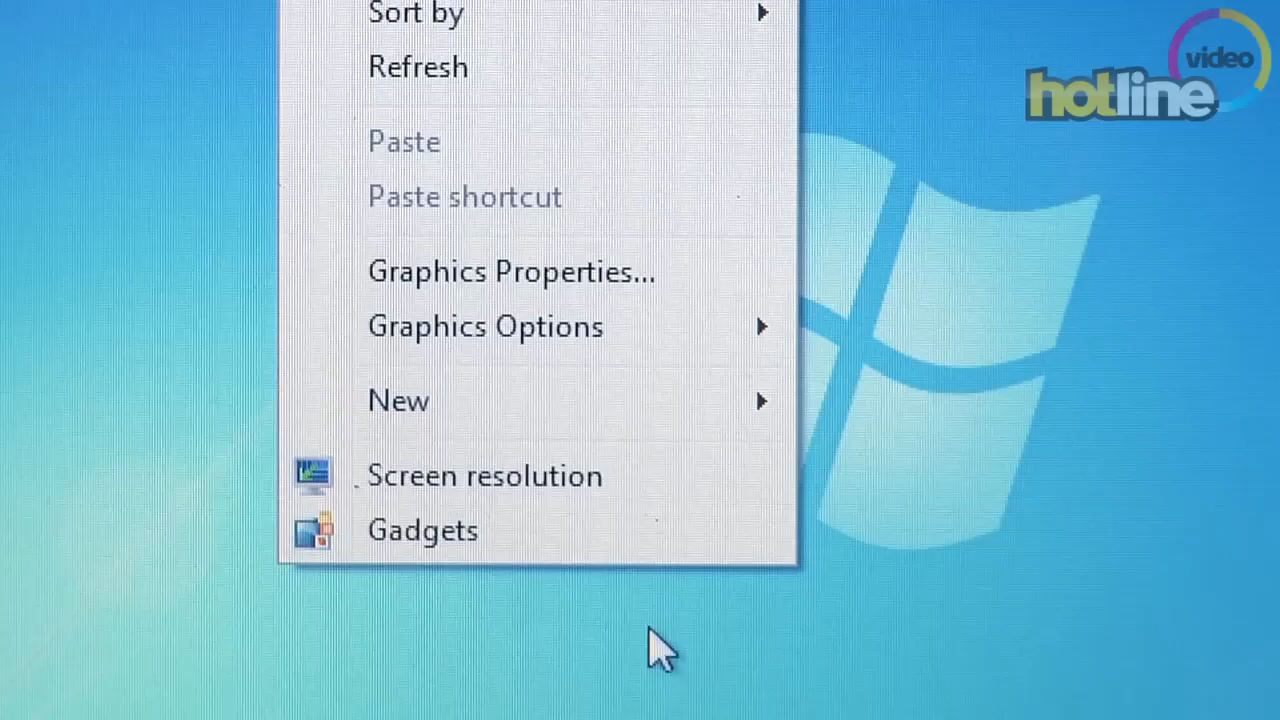 Sort by
Refresh
Paste
Paste shortcut
Graphics Properties...
Graphics Options
New
Screen resolution
Gadgets
video
hotline